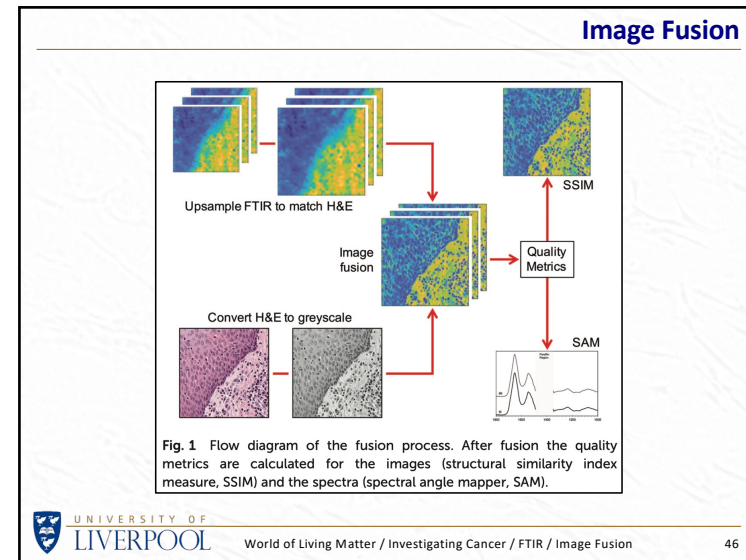 Image Fusion
Upsample FTIR to match H&E
SSIM
Image
fusion
Quality
Metrics
Convert H&E to greyscale
SAM
Fig. 1 Flow diagram of the fusion process. After fusion the quality
metrics are calculated for the images (structural similarity index
measure, SSIM) and the spectra (spectral angle mapper, SAM).
UNIVERSITY OF
LIVERPOOL
World of Living Matter / Investigating Cancer / FTIR / Image Fusion
46